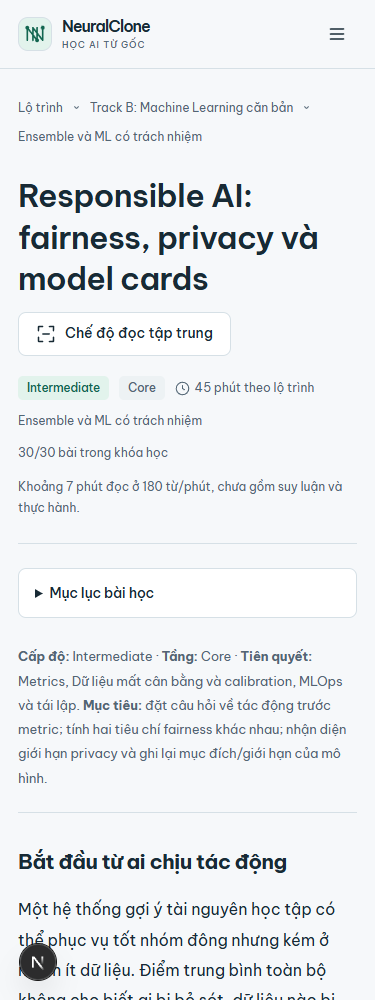 NeuralClone
HỌC AI TỪ GỐC
Lộ trình
Track B: Machine Learning căn bản
Ensemble và ML có trách nhiệm
Responsible AI:
fairness, privacy và
model cards
Chế độ đọc tập trung
Intermediate
Core
45 phút theo lộ trình
Ensemble và ML có trách nhiệm
30/30 bài trong khóa học
Khoảng 7 phút đọc ở 180 từ/phút, chưa gồm suy luận và
thực hành.
Mục lục bài học
Cấp độ: Intermediate · Tầng: Core · Tiên quyết:
Metrics, Dữ liệu mất cân bằng và calibration, MLOps
và tái lập. Mục tiêu: đặt câu hỏi về tác động trước
metric; tính hai tiêu chí fairness khác nhau; nhận diện
giới hạn privacy và ghi lại mục đích/giới hạn của mô
hình.
Bắt đầu từ ai chịu tác động
Một hệ thống gợi ý tài nguyên học tập có
thể phục vụ tốt nhóm đông nhưng kém ở
ít dữ liệu. Điểm trung bình toàn bộ
không cho biết ai bị bỏ sót, dữ liệu nào bị